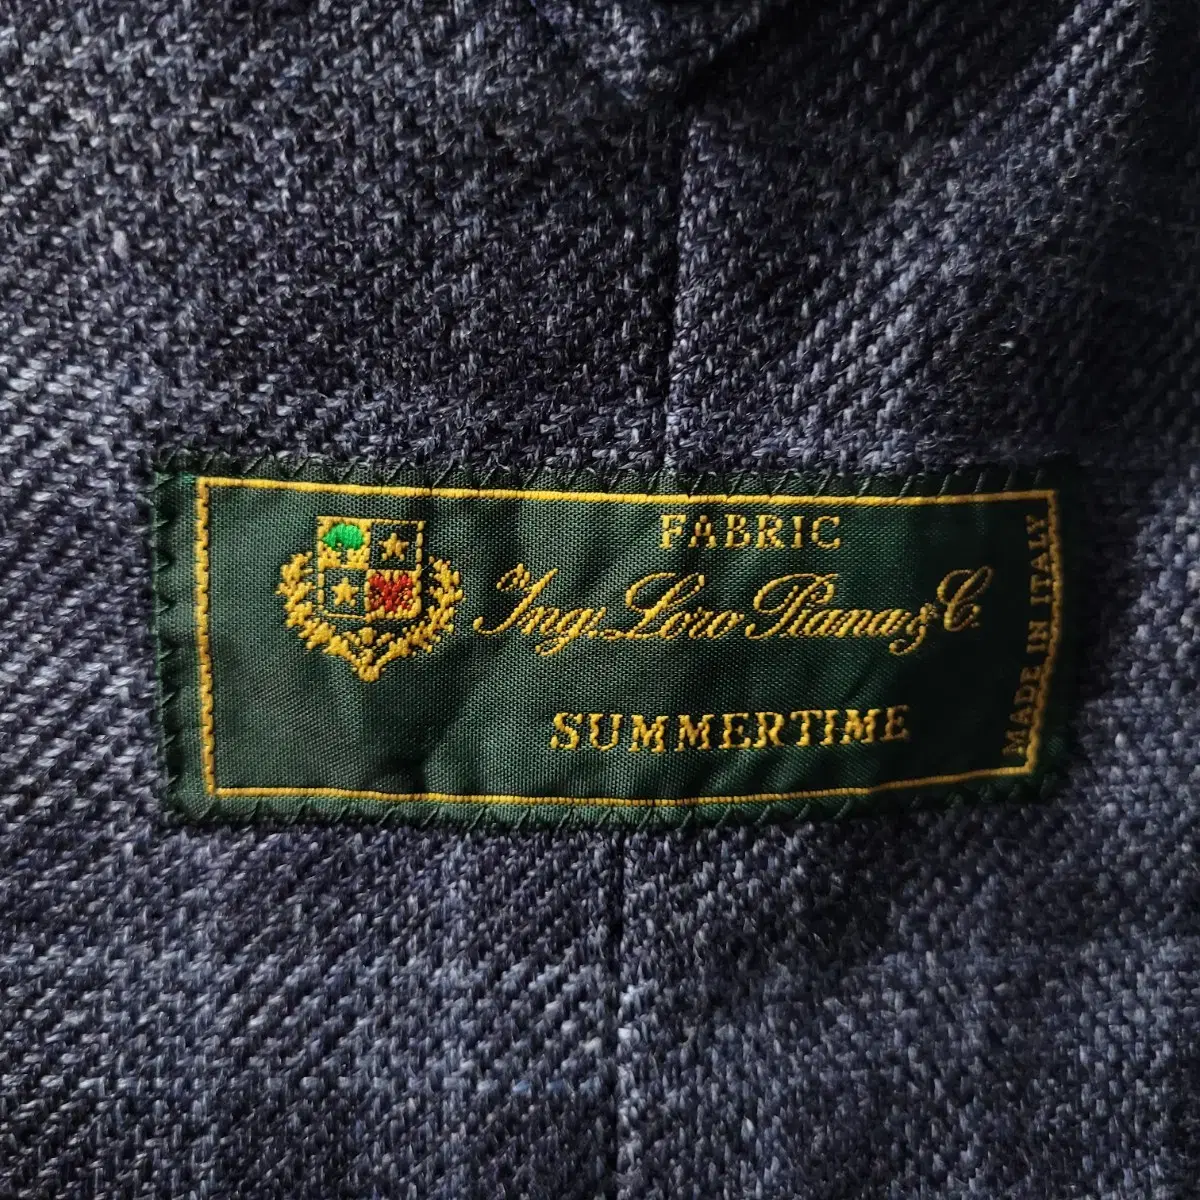 FABRIC
Ing. Loro Piana & C.
SUMMERTIME
MADE IN ITALY